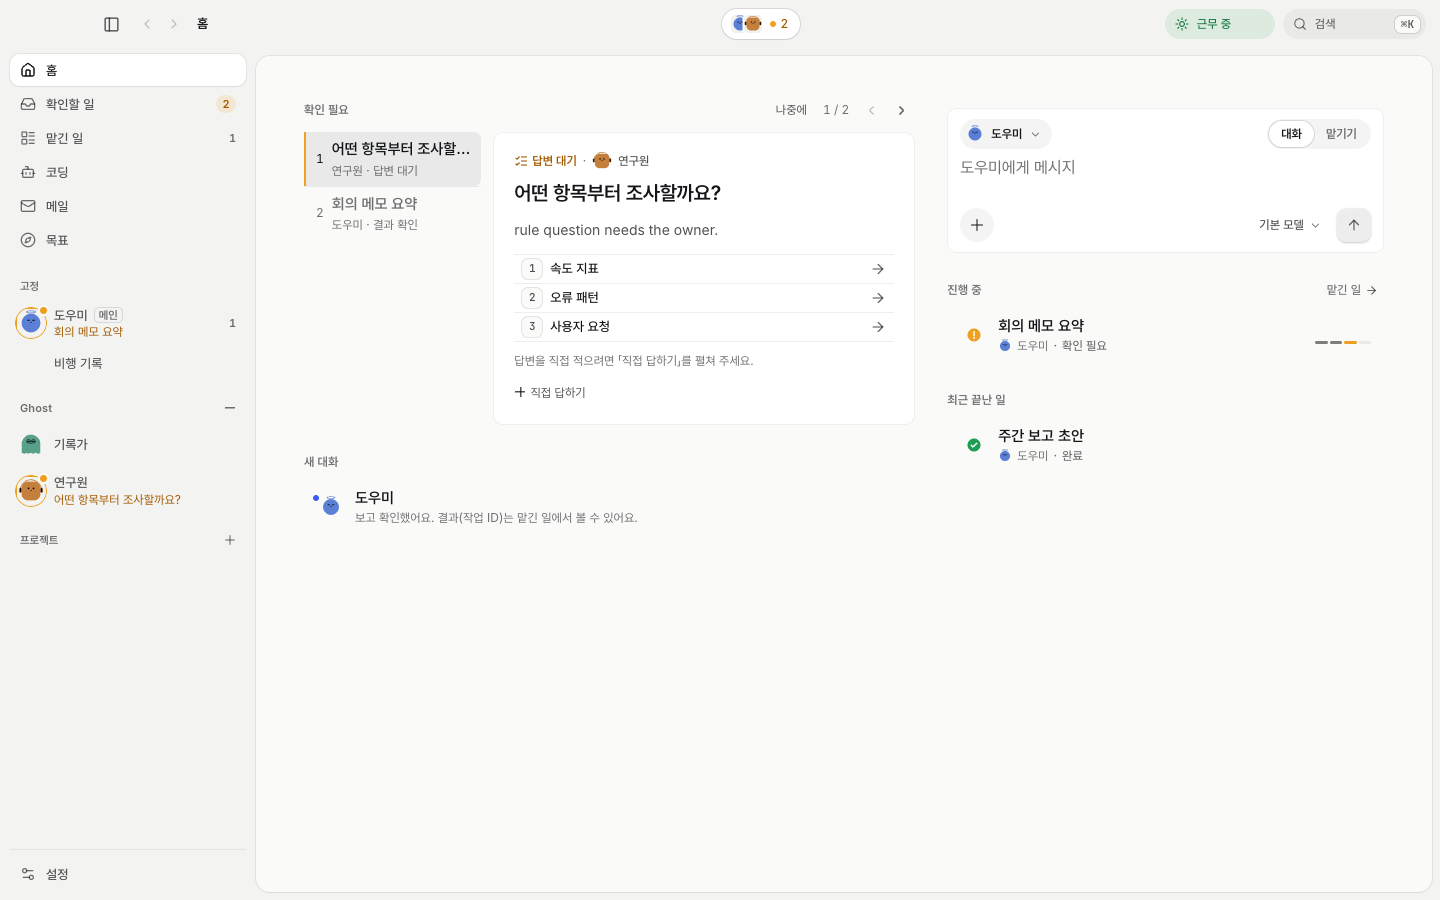 홈
2
근무 중
검색
⌘K
홈
확인할 일
2
맡긴 일
1
코딩
메일
목표
고정
도우미
메인
회의 메모 요약
1
비행 기록
Ghost
기록가
연구원
어떤 항목부터 조사할까요?
프로젝트
설정
확인 필요
나중에
1 / 2
1
어떤 항목부터 조사할...
연구원 · 답변 대기
2
회의 메모 요약
도우미 · 결과 확인
답변 대기 · 연구원
어떤 항목부터 조사할까요?
rule question needs the owner.
1 속도 지표
2 오류 패턴
3 사용자 요청
답변을 직접 적으려면 「직접 답하기」를 펼쳐 주세요.
직접 답하기
새 대화
도우미
보고 확인했어요. 결과(작업 ID)는 맡긴 일에서 볼 수 있어요.
도우미
대화
맡기기
도우미에게 메시지
기본 모델
진행 중
맡긴 일
회의 메모 요약
도우미 · 확인 필요
최근 끝난 일
주간 보고 초안
도우미 · 완료